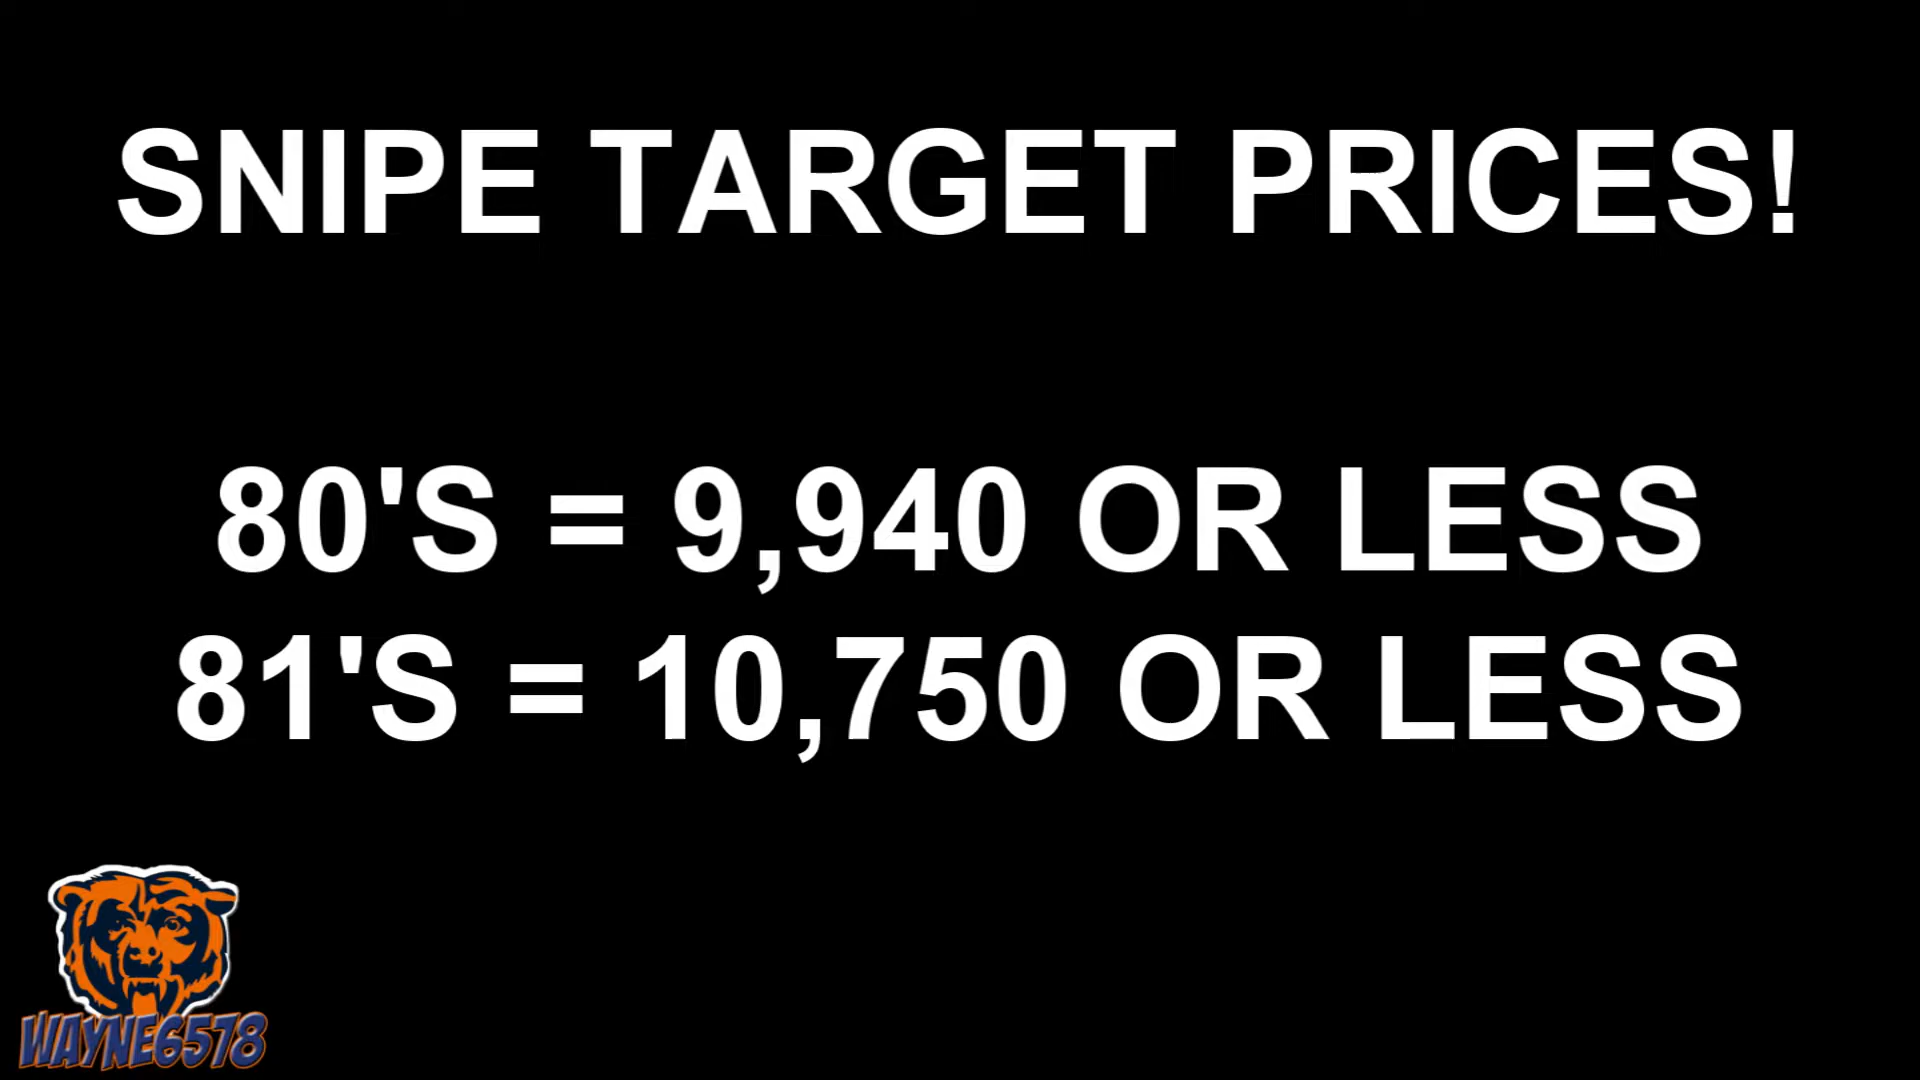 SNIPE TARGET PRICES!
80'S = 9,940 OR LESS
81'S = 10,750 OR LESS
WAYNE6578